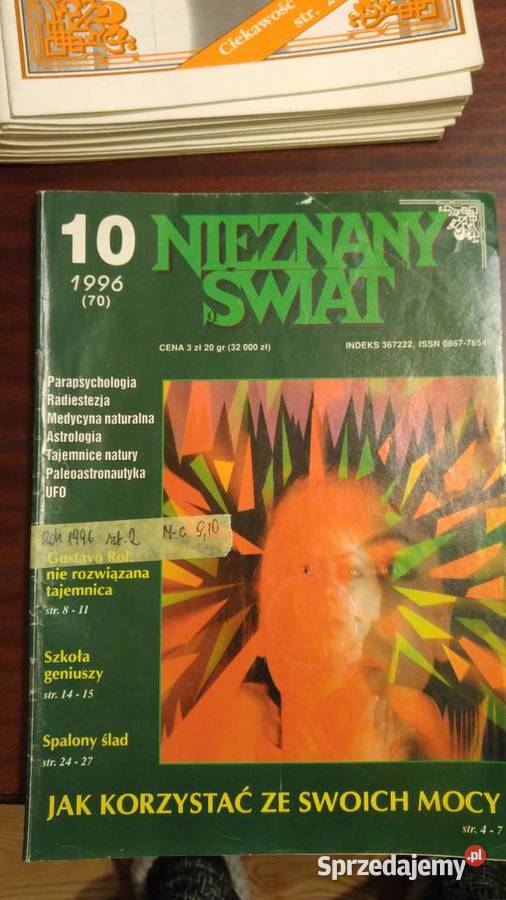 Ciekawość
str. 2
10
1996
(70)
NIEZNANY
ŚWIAT
CENA 3 zł 20 gr (32 000 zł)
INDEKS 367222, ISSN 0867-7654
Parapsychologia
Radiestezja
Medycyna naturalna
Astrologia
Tajemnice natury
Paleoastronautyka
UFO
Rok 1996 szt. 2 M-c 9,10
Gustavo Rol:
nie rozwiązana
tajemnica
str. 8 - 11
Szkoła
geniuszy
str. 14 - 15
Spalony ślad
str. 24 - 27
JAK KORZYSTAĆ ZE SWOICH MOCY
str. 4 - 7
Sprzedajemy.pl